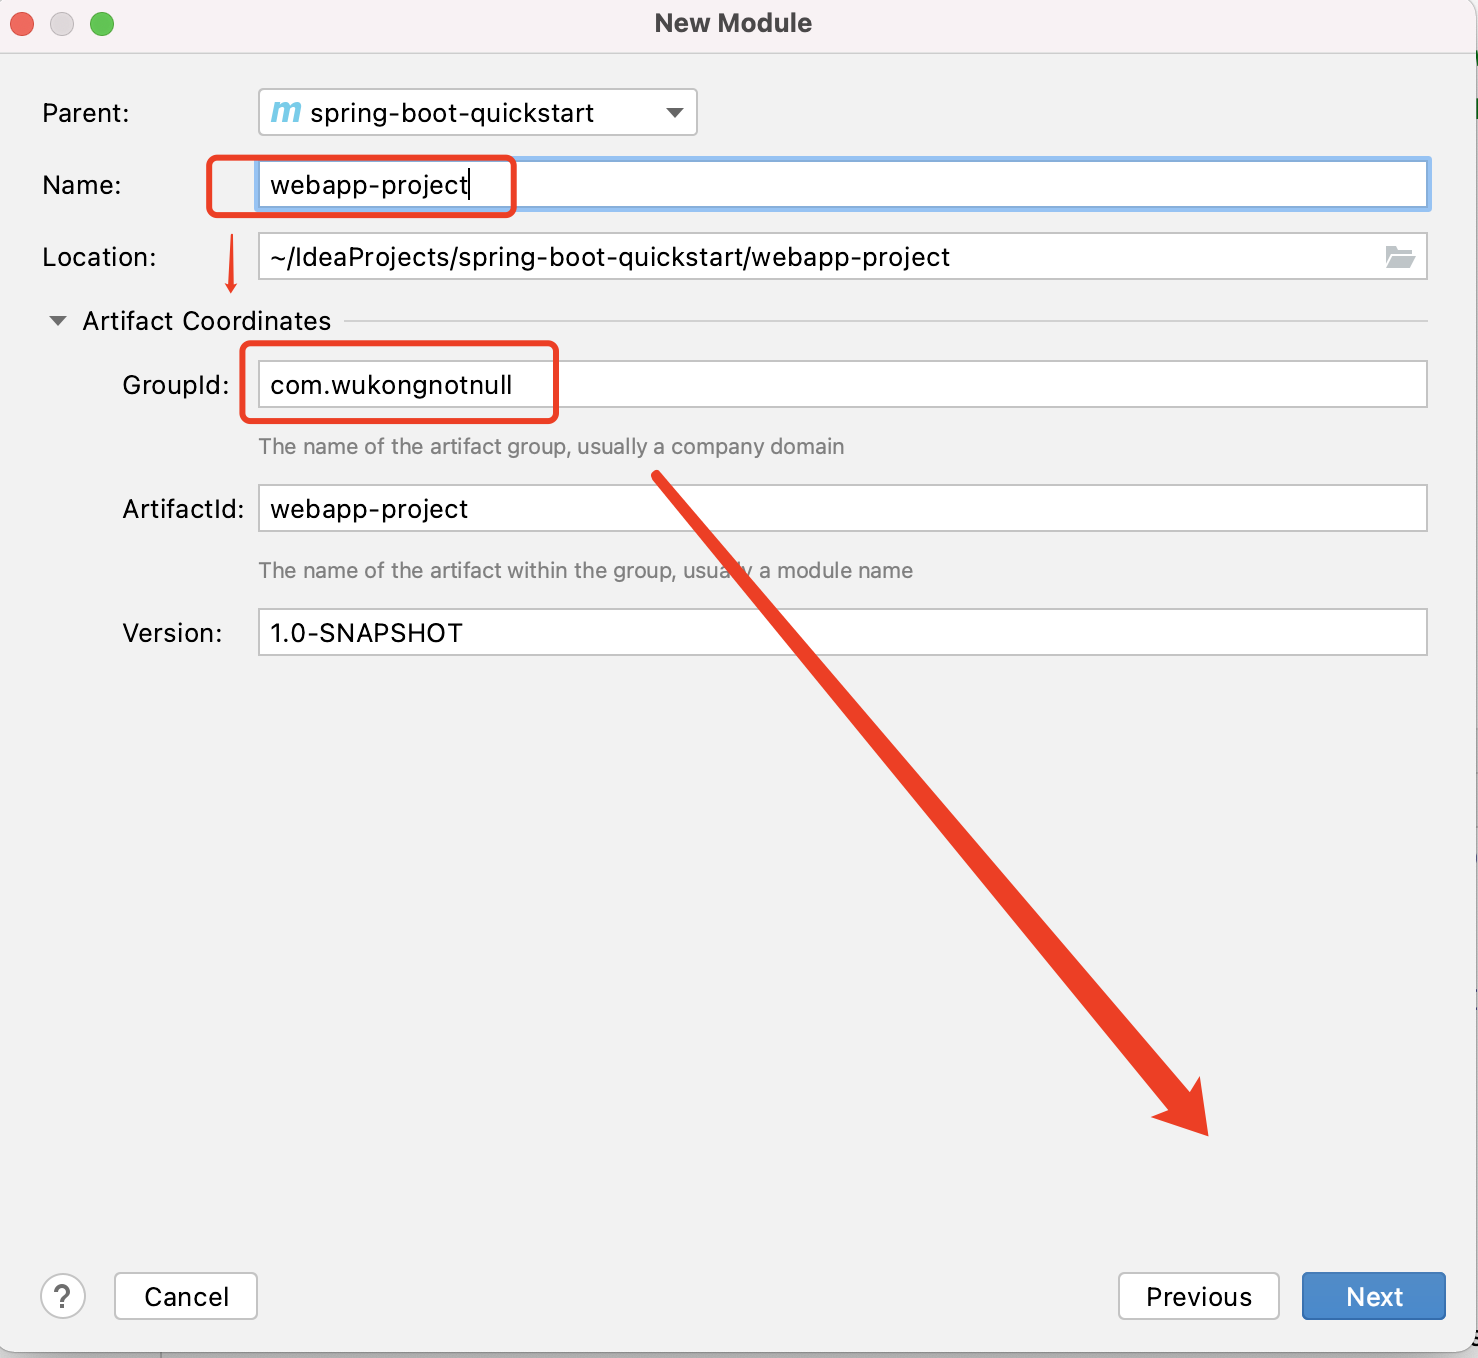 New Module
Parent: m spring-boot-quickstart
Name: webapp-project
Location: ~/IdeaProjects/spring-boot-quickstart/webapp-project
Artifact Coordinates
GroupId: com.wukongnotnull
The name of the artifact group, usually a company domain
ArtifactId: webapp-project
The name of the artifact within the group, usually a module name
Version: 1.0-SNAPSHOT
? Cancel Previous Next